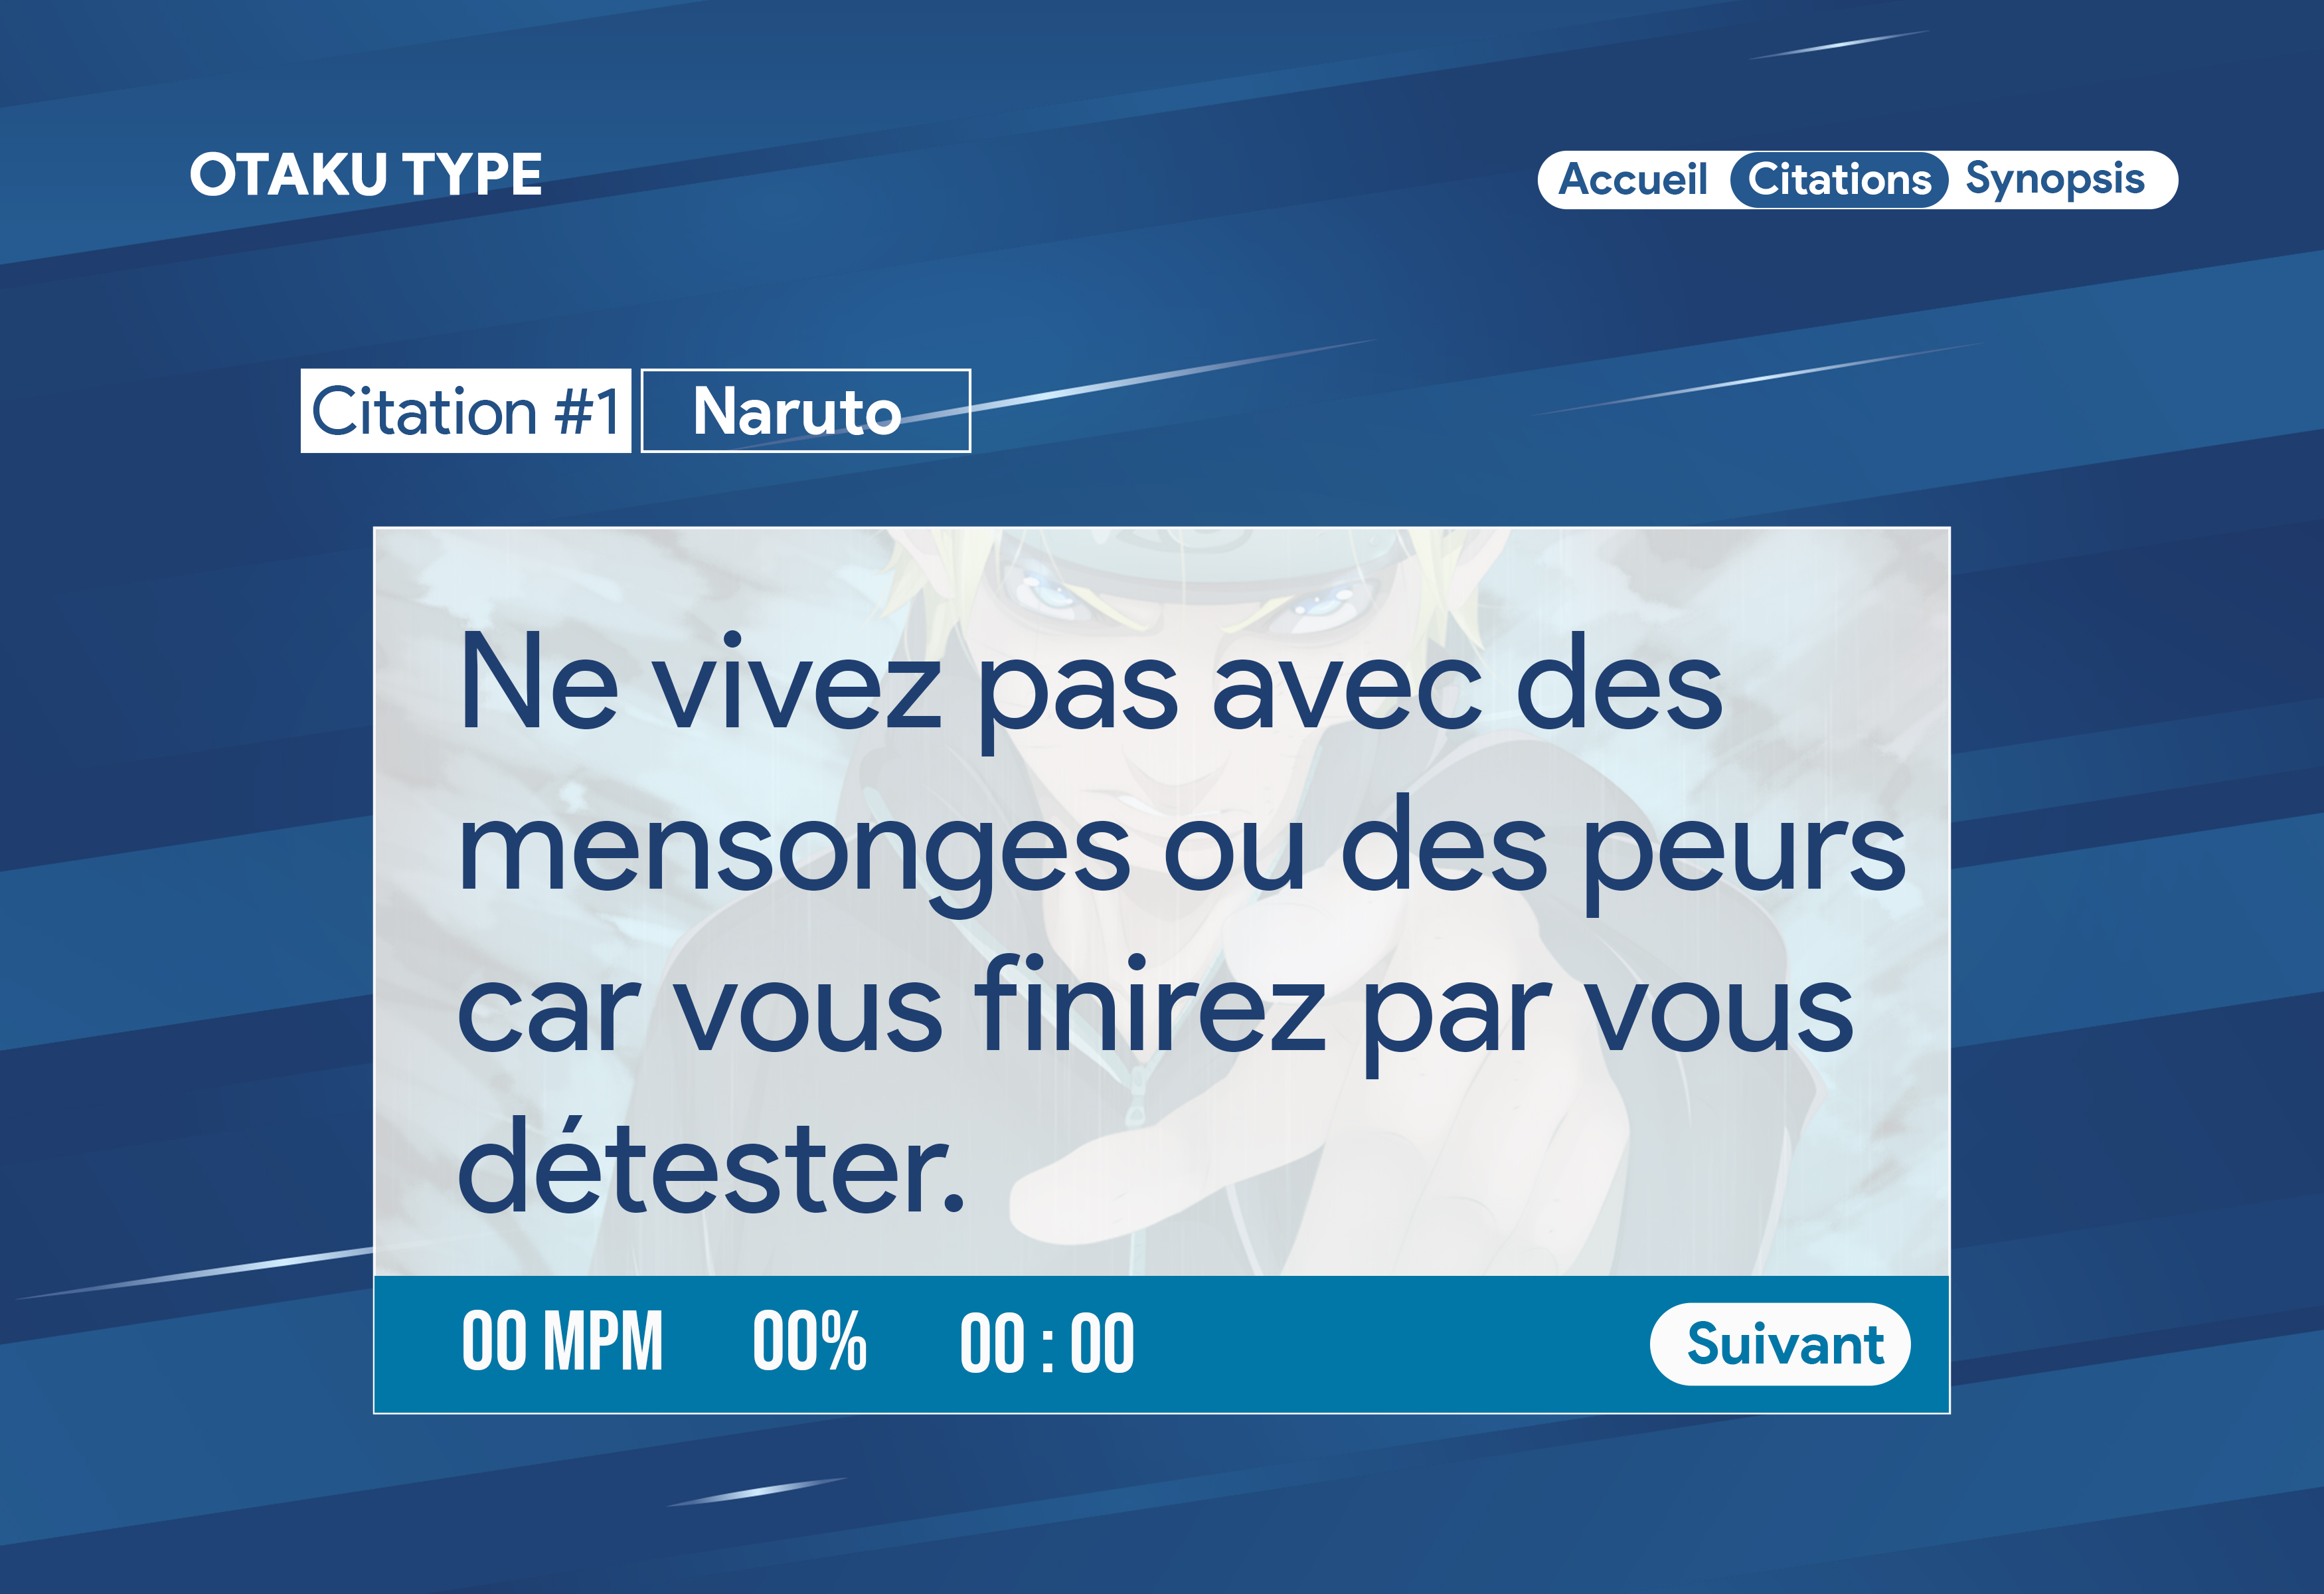 OTAKU TYPE
Accueil Citations Synopsis
Citation #1 Naruto
Ne vivez pas avec des
mensonges ou des peurs
car vous finirez par vous
détester.
00 MPM 00% 00 : 00 Suivant